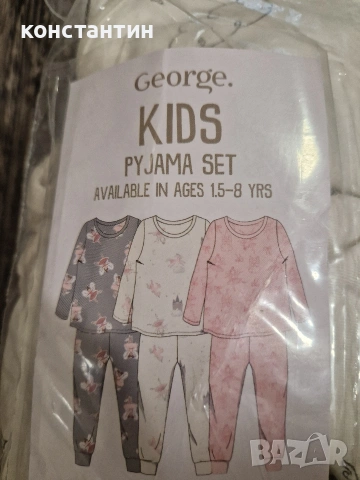 КОНСТАНТИН
George.
KIDS
PYJAMA SET
AVAILABLE IN AGES 1.5-8 YRS
BAZAR